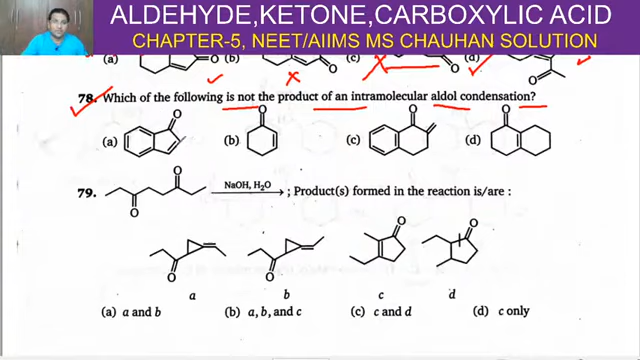 ALDEHYDE,KETONE,CARBOXYLIC ACID
CHAPTER-5, NEET/AIIMS MS CHAUHAN SOLUTION
(a) O (b) (c) O (d)
O
78. Which of the following is not the product of an intramolecular aldol condensation?
O O O O
(a) (b) (c) (d)
79. O NaOH, H₂O ; Product(s) formed in the reaction is/are :
O
O O
O O
a b c d
(a) a and b (b) a, b, and c (c) c and d (d) c only